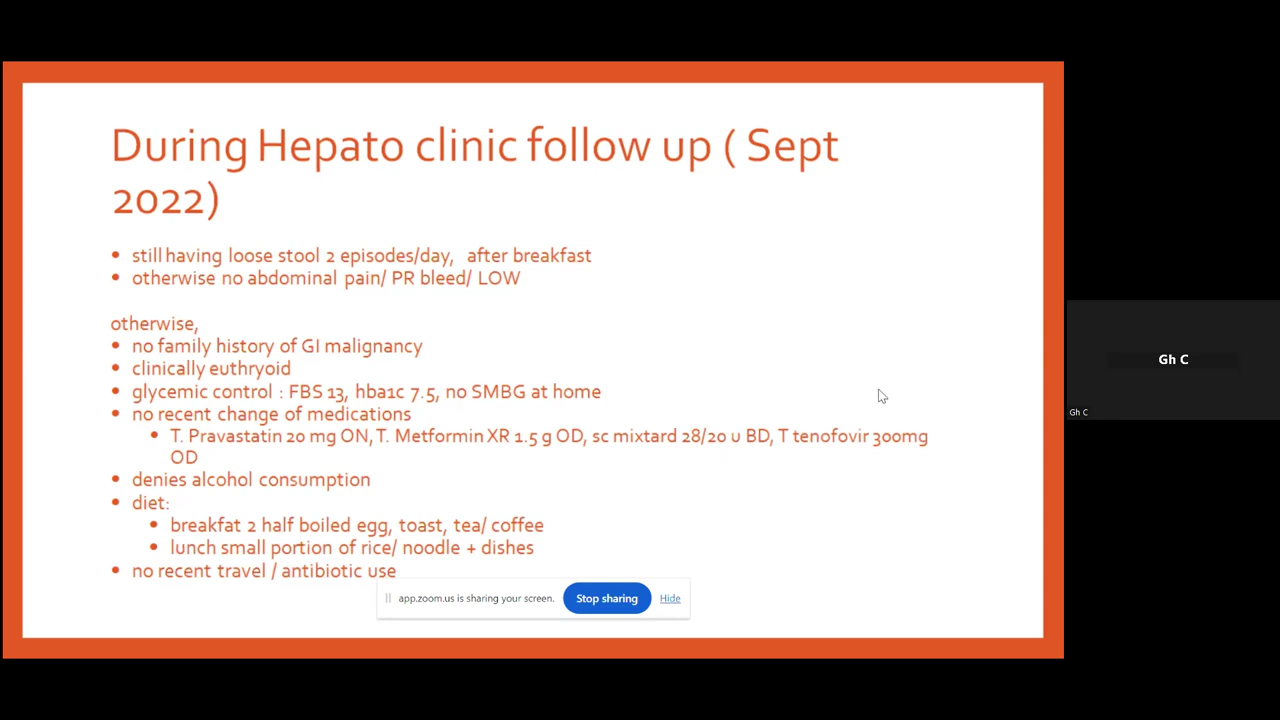 During Hepato clinic follow up ( Sept
2022)
• still having loose stool 2 episodes/day, after breakfast
• otherwise no abdominal pain/ PR bleed/ LOW
otherwise,
• no family history of GI malignancy
• clinically euthryoid
• glycemic control : FBS 13, hba1c 7.5, no SMBG at home
• no recent change of medications
• T. Pravastatin 20 mg ON, T. Metformin XR 1.5 g OD, sc mixtard 28/20 u BD, T tenofovir 300mg
OD
• denies alcohol consumption
• diet:
• breakfat 2 half boiled egg, toast, tea/ coffee
• lunch small portion of rice/ noodle + dishes
• no recent travel / antibiotic use
app.zoom.us is sharing your screen. Stop sharing Hide
Gh C
Gh C